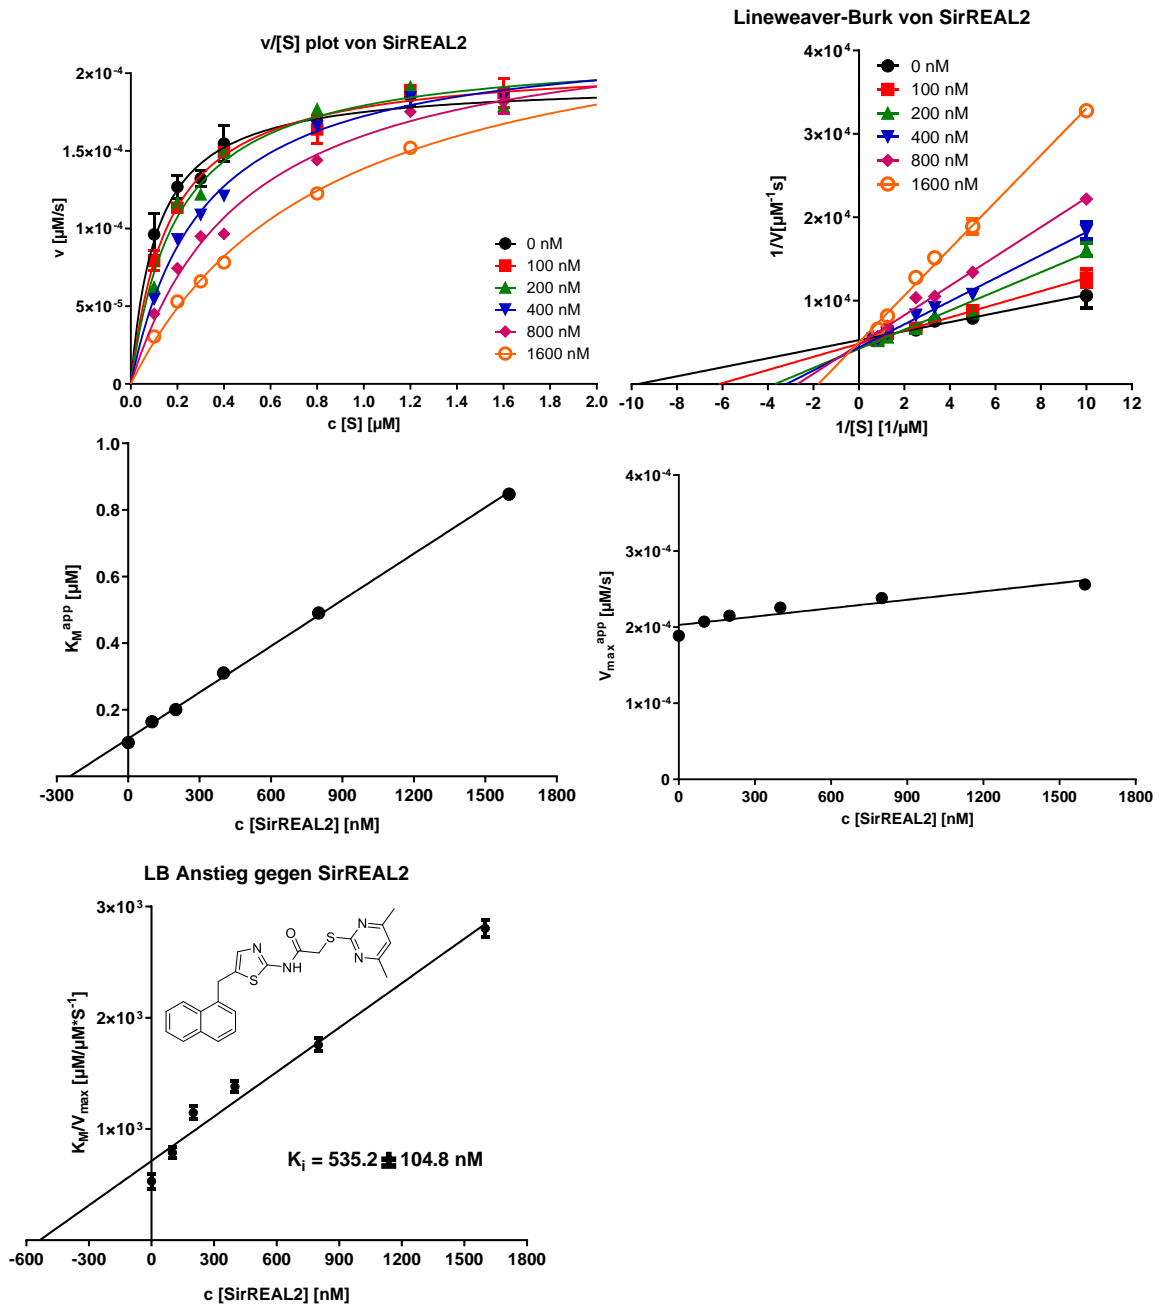 v/[S] plot von SirREAL2
2×10⁻⁴
1.5×10⁻⁴
1×10⁻⁴
5×10⁻⁵
0
v [µM/s]
0.0 0.2 0.4 0.6 0.8 1.0 1.2 1.4 1.6 1.8 2.0
c [S] [µM]
0 nM
100 nM
200 nM
400 nM
800 nM
1600 nM
Lineweaver-Burk von SirREAL2
4×10⁴
3×10⁴
2×10⁴
1×10⁴
1/V[µM⁻¹s]
0 nM
100 nM
200 nM
400 nM
800 nM
1600 nM
-10 -8 -6 -4 -2 0 2 4 6 8 10 12
1/[S] [1/µM]
1.0
0.8
0.6
0.4
0.2
K_M^app [µM]
-300 0 300 600 900 1200 1500 1800
c [SirREAL2] [nM]
4×10⁻⁴
3×10⁻⁴
2×10⁻⁴
1×10⁻⁴
0
V_max^app [µM/s]
0 300 600 900 1200 1500 1800
c [SirREAL2] [nM]
LB Anstieg gegen SirREAL2
3×10³
2×10³
1×10³
K_M/V_max [µM/µM*S⁻¹]
N
S
O
NH
S
N
N
K_i = 535.2 ± 104.8 nM
-600 -300 0 300 600 900 1200 1500 1800
c [SirREAL2] [nM]